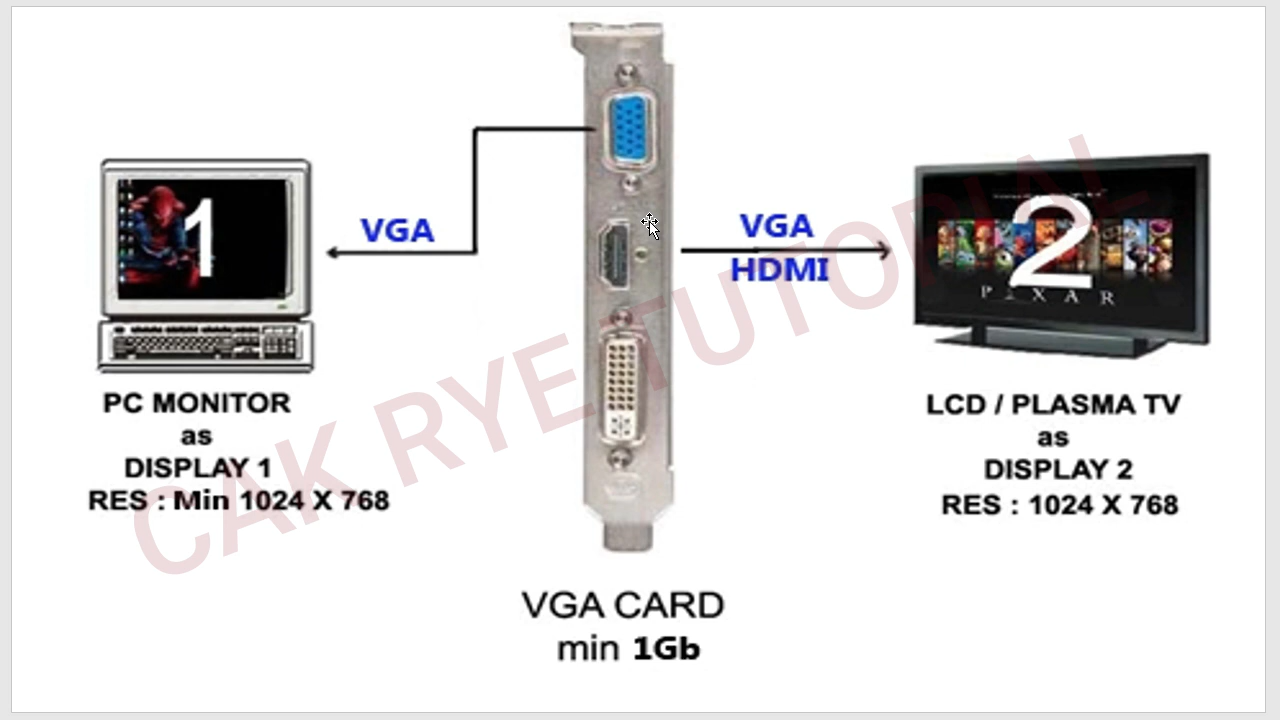 1
VGA
VGA
HDMI
2
P I X A R
PC MONITOR
as
DISPLAY 1
RES : Min 1024 X 768
LCD / PLASMA TV
as
DISPLAY 2
RES : 1024 X 768
VGA CARD
min 1Gb
CAK RYE TUTORIAL